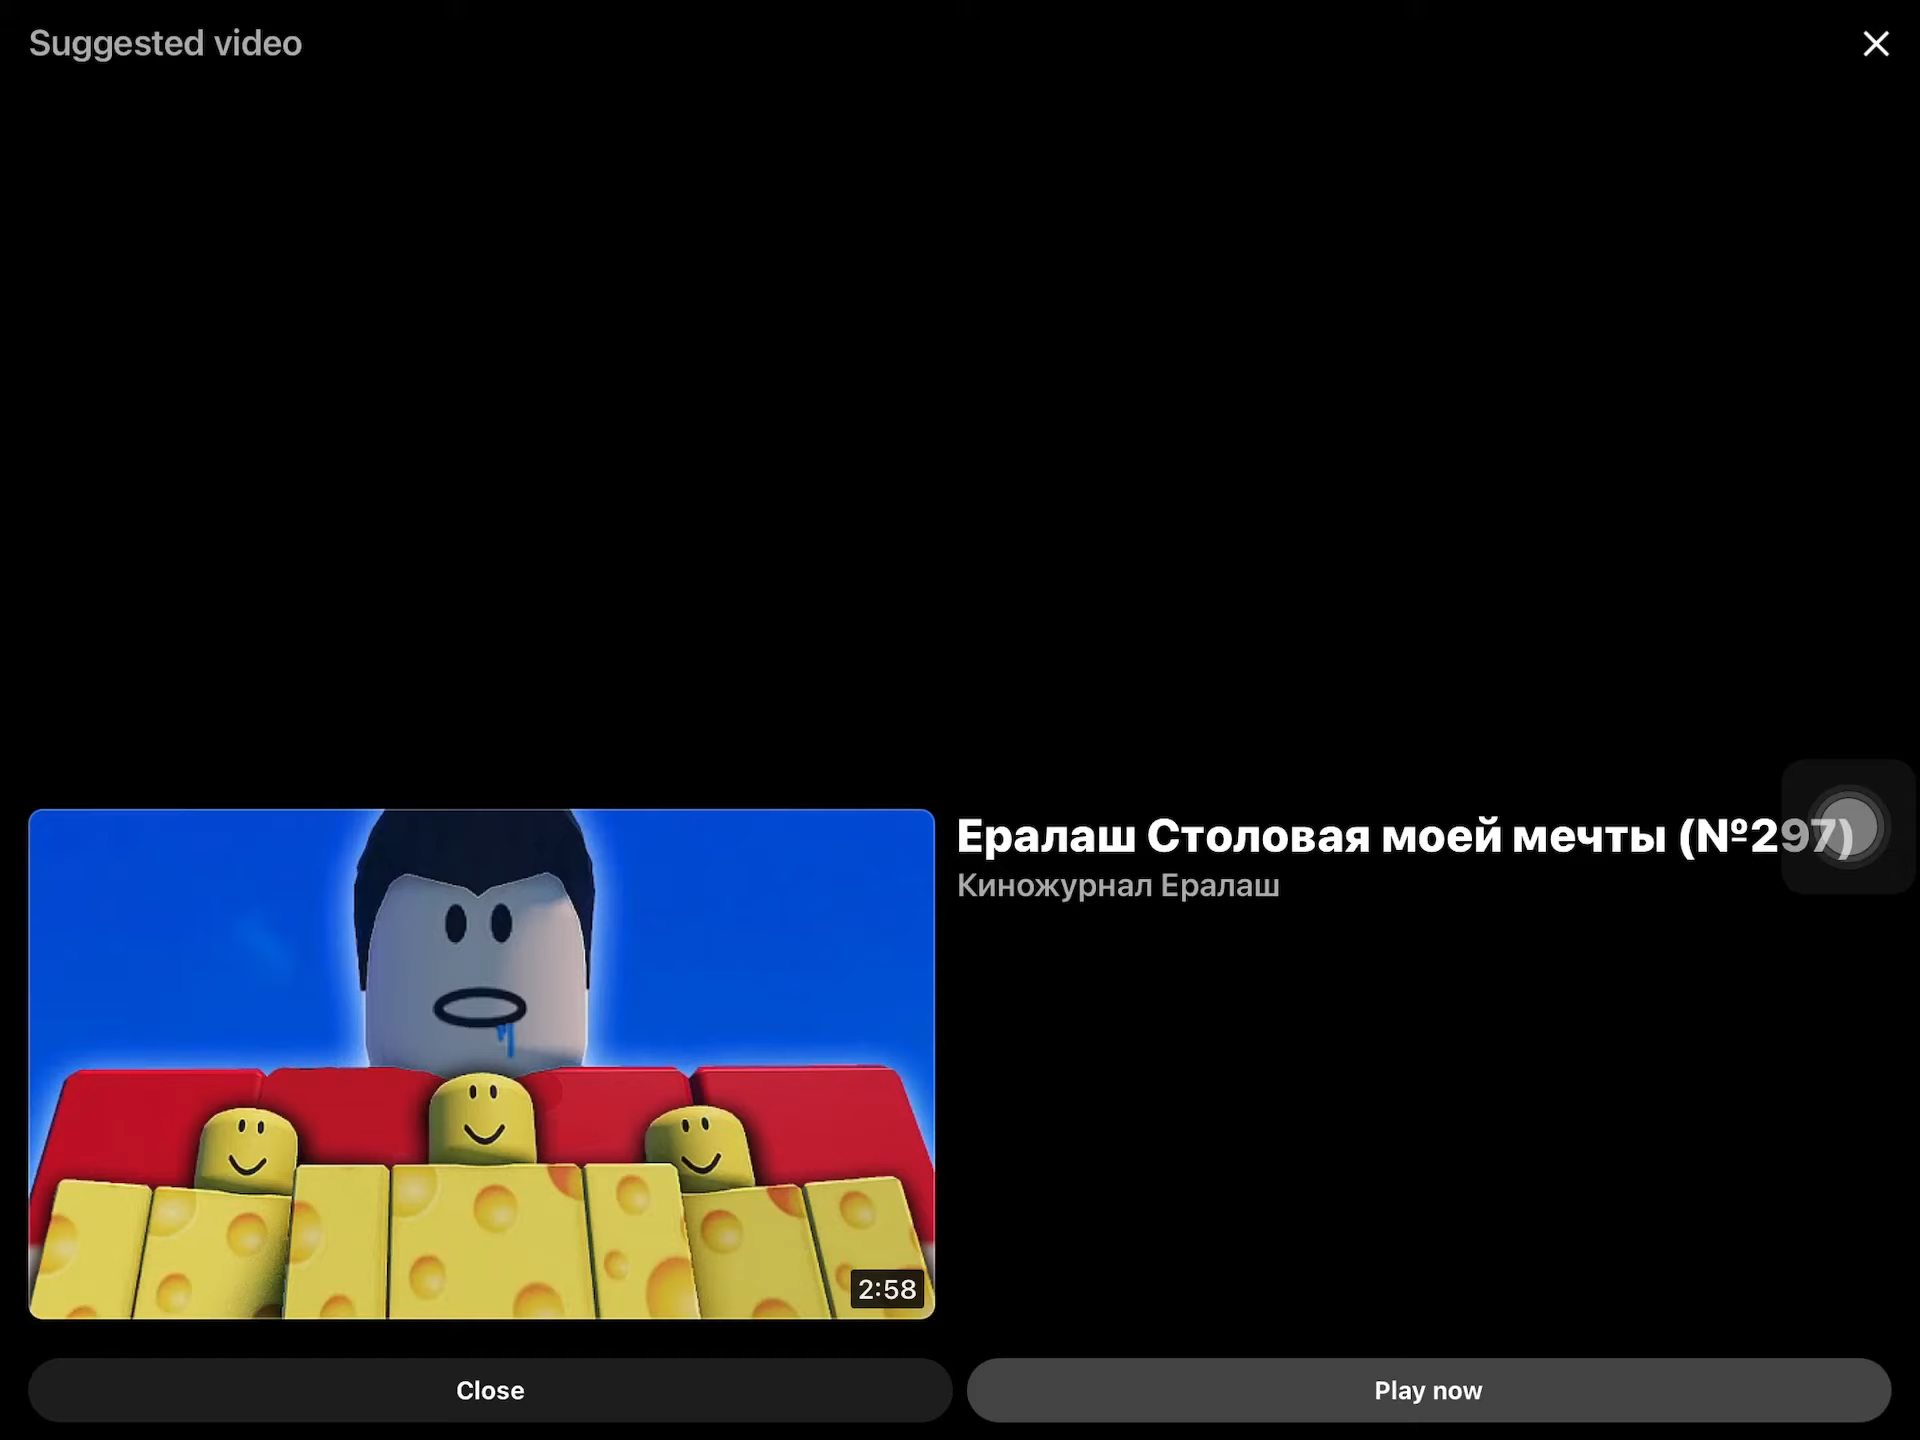 Suggested video
Ералаш Столовая моей мечты (№297)
Киножурнал Ералаш
2:58
Close
Play now